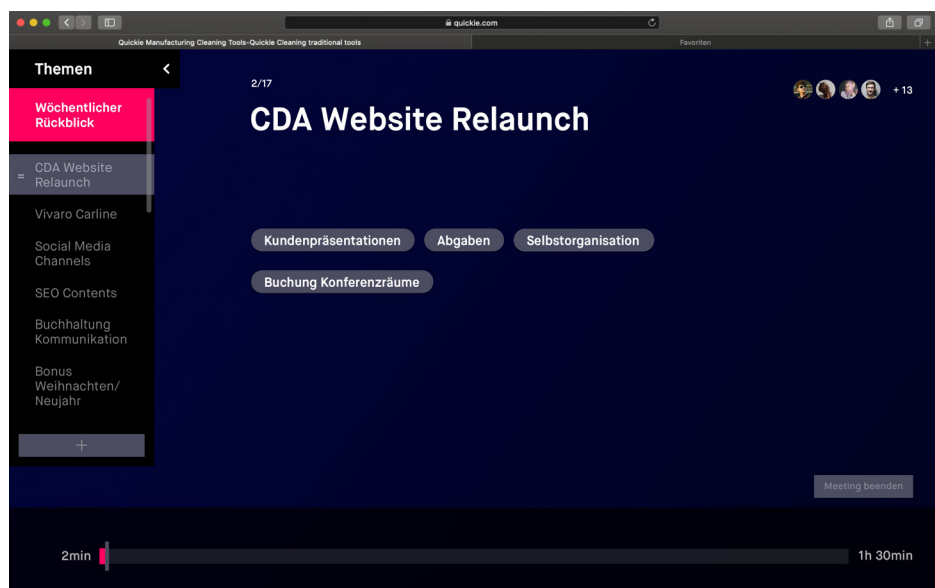 quickie.com
Quickie Manufacturing Cleaning Tools-Quickie Cleaning traditional tools
Favoriten
Themen
Wöchentlicher
Rückblick
CDA Website
Relaunch
Vivaro Carline
Social Media
Channels
SEO Contents
Buchhaltung
Kommunikation
Bonus
Weihnachten/
Neujahr
+
2/17
+13
CDA Website Relaunch
Kundenpräsentationen Abgaben Selbstorganisation
Buchung Konferenzräume
Meeting beenden
2min 1h 30min